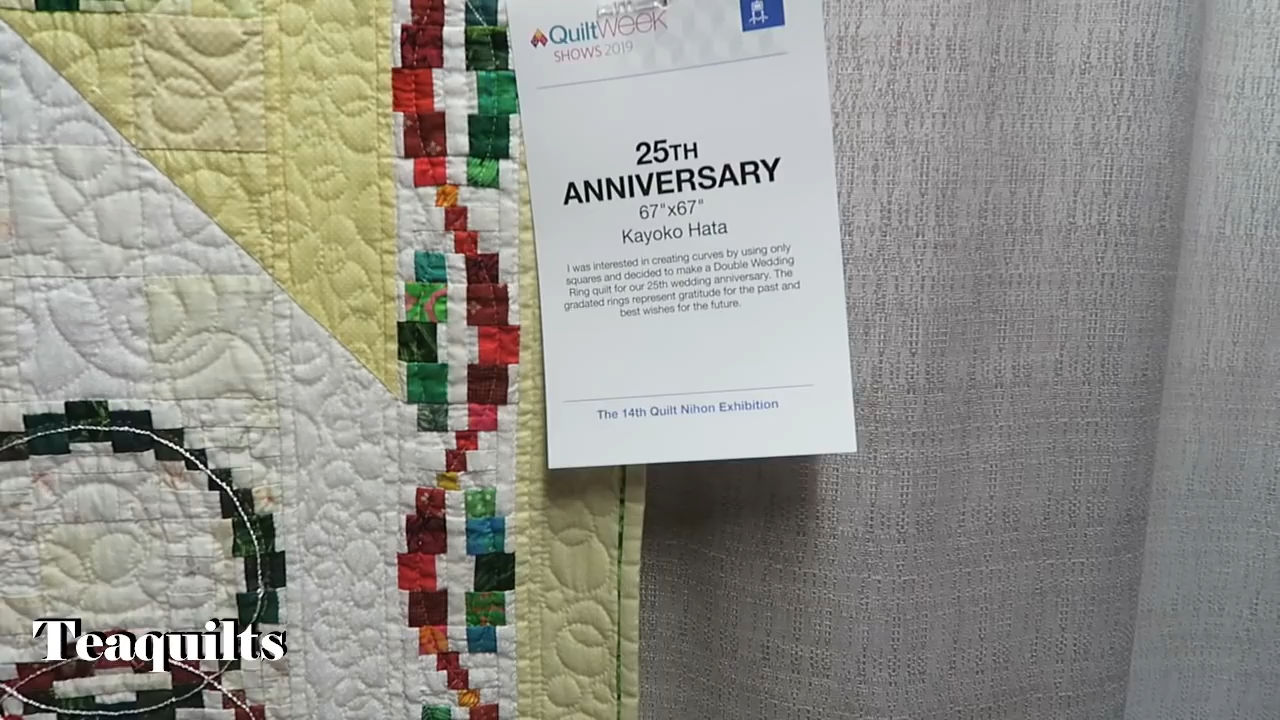 QuiltWEEK
SHOWS 2019
25TH
ANNIVERSARY
67"x67"
Kayoko Hata
I was interested in creating curves by using only
squares and decided to make a Double Wedding
Ring quilt for our 25th wedding anniversary. The
gradated rings represent gratitude for the past and
best wishes for the future.
The 14th Quilt Nihon Exhibition
Teaquilts